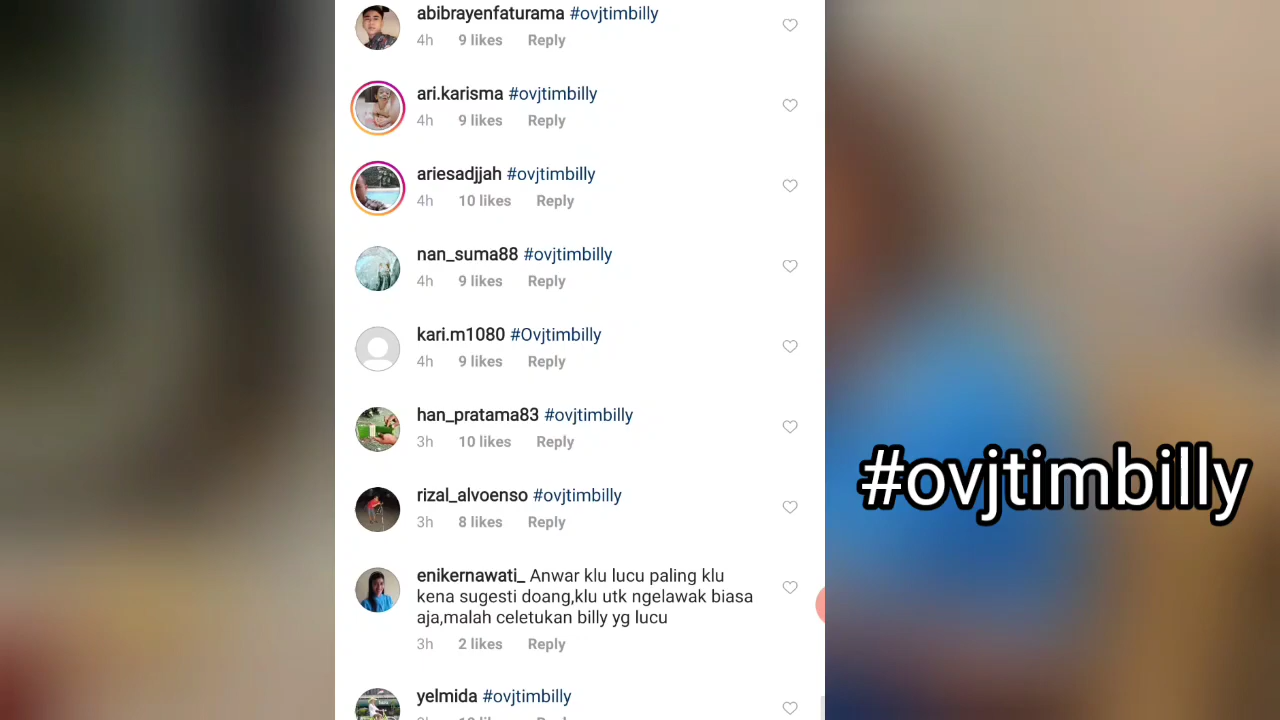 abibrayenfaturama #ovjtimbilly
4h 9 likes Reply
ari.karisma #ovjtimbilly
4h 9 likes Reply
ariesadjjah #ovjtimbilly
4h 10 likes Reply
nan_suma88 #ovjtimbilly
4h 9 likes Reply
kari.m1080 #Ovjtimbilly
4h 9 likes Reply
han_pratama83 #ovjtimbilly
3h 10 likes Reply
rizal_alvoenso #ovjtimbilly
3h 8 likes Reply
enikernawati_ Anwar klu lucu paling klu
kena sugesti doang,klu utk ngelawak biasa
aja,malah celetukan billy yg lucu
3h 2 likes Reply
yelmida #ovjtimbilly
#ovjtimbilly